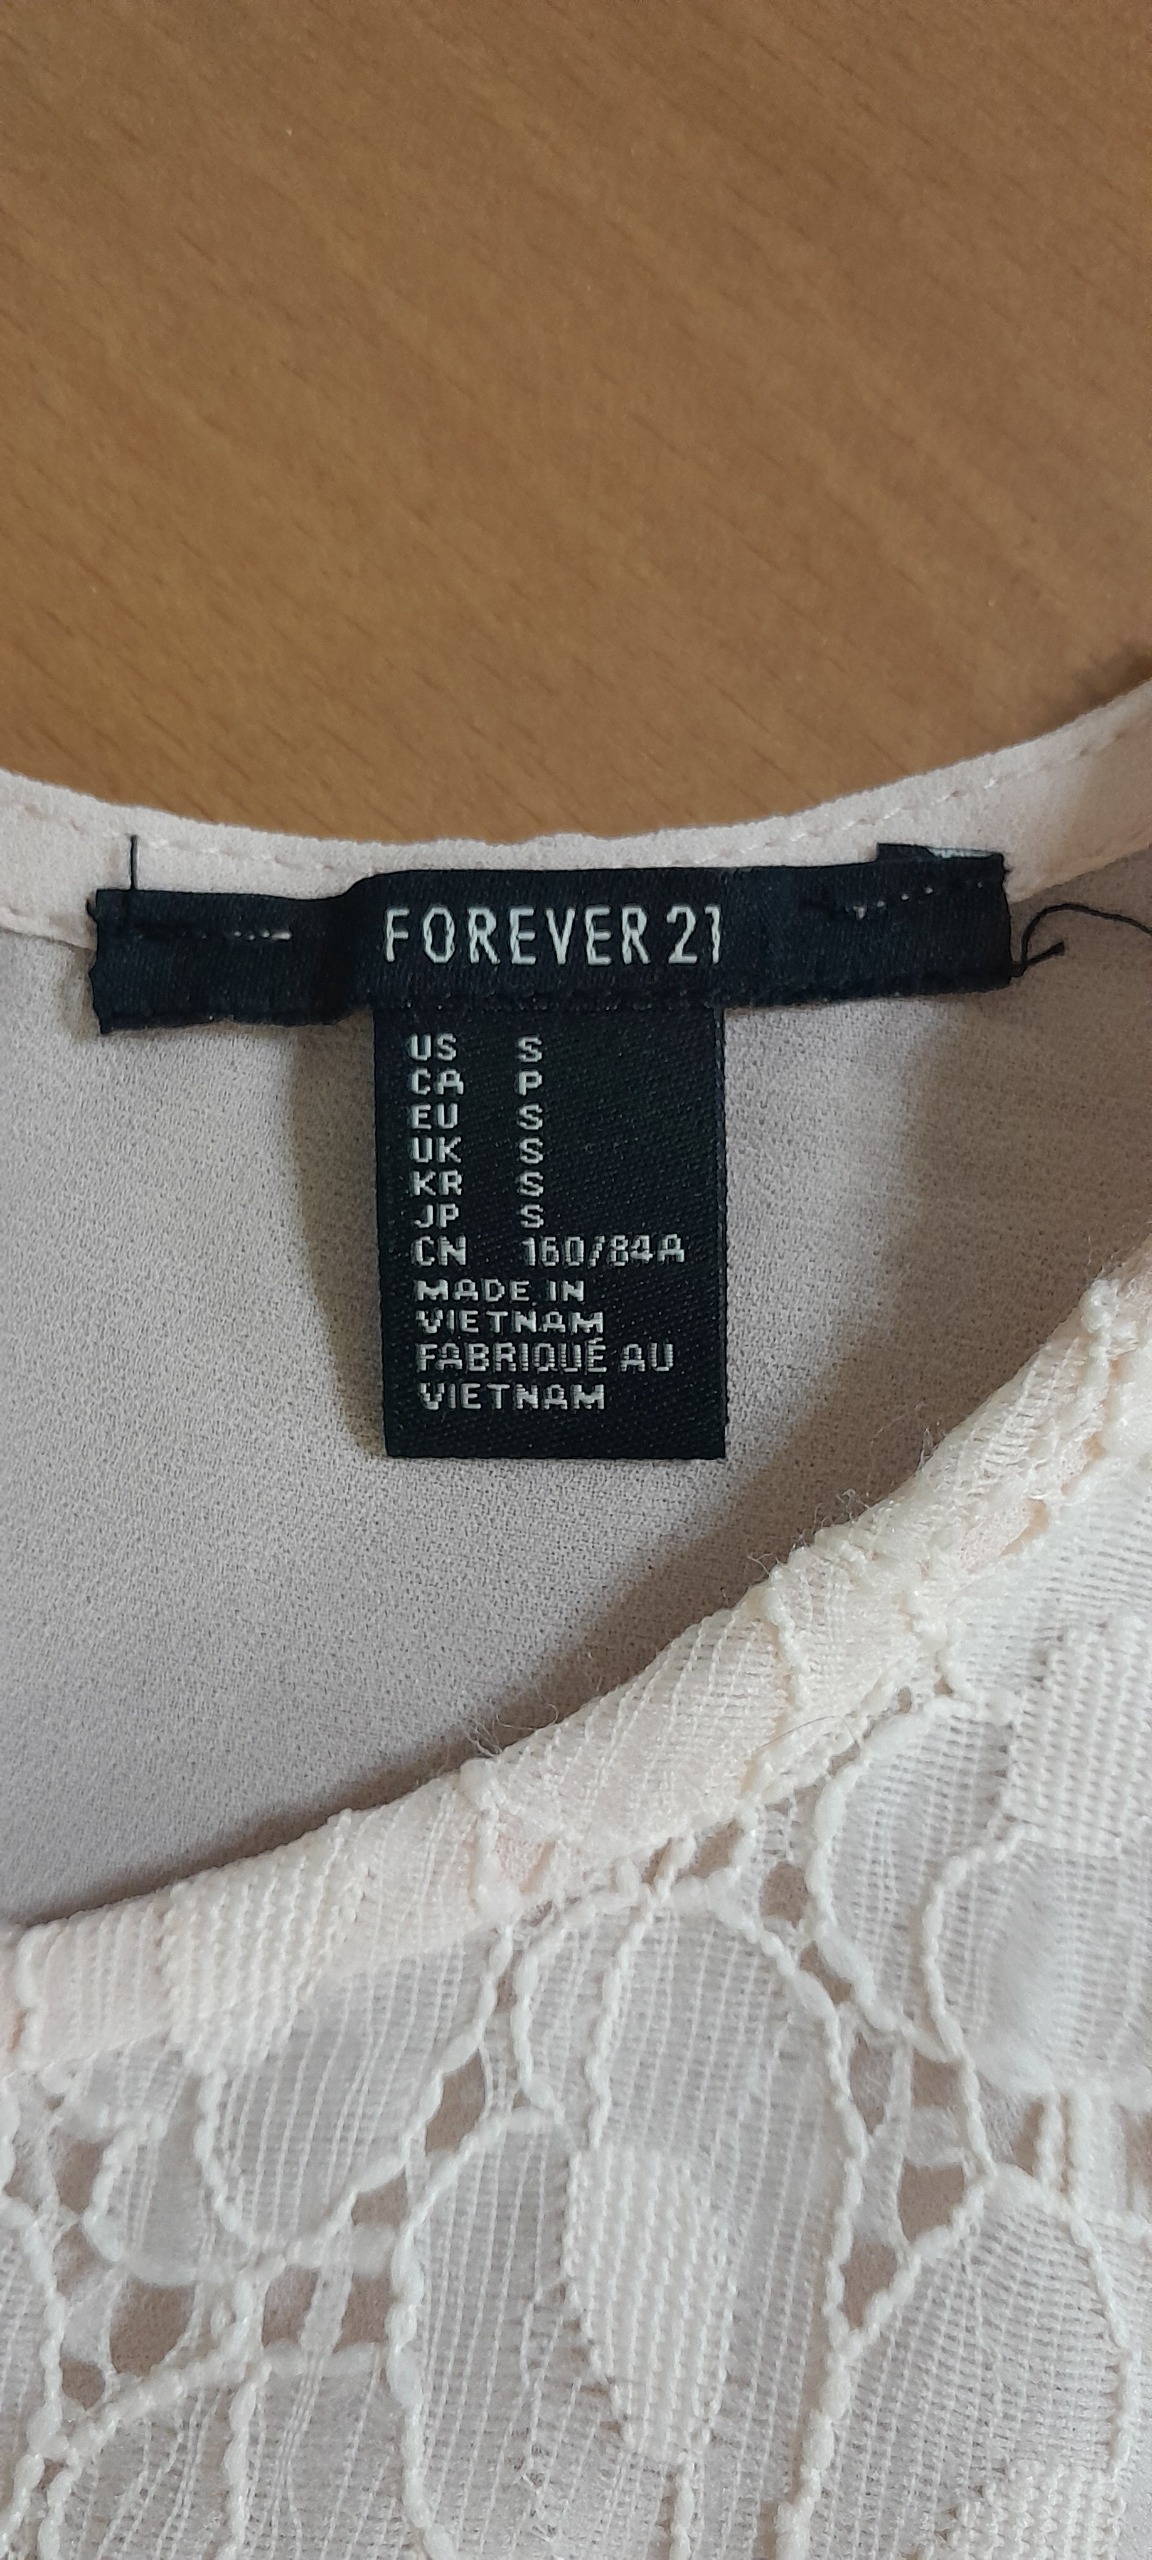 FOREVER 21
US S
CA P
EU S
UK S
KR S
JP S
CN 160/84A
MADE IN
VIETNAM
FABRIQUÉ AU
VIETNAM